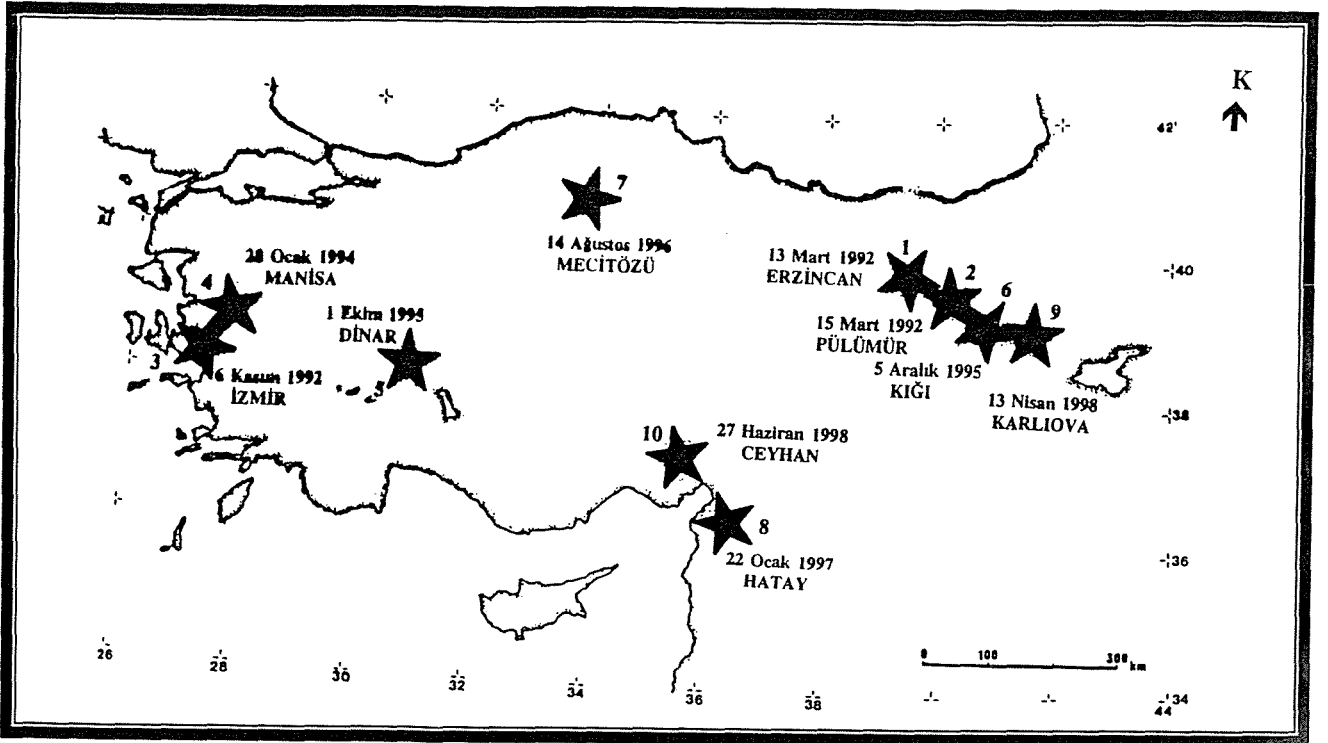 K
42'
7
14 Ağustos 1996
MECİTÖZÜ
28 Ocak 1994
MANİSA
4
3
6 Kasım 1992
İZMİR
1 Ekim 1995
DİNAR
5
13 Mart 1992
ERZİNCAN
1
2
6
9
15 Mart 1992
PÜLÜMÜR
5 Aralık 1995
KIĞI
13 Nisan 1998
KARLIOVA
40
38
10
27 Haziran 1998
CEYHAN
8
22 Ocak 1997
HATAY
36
0 100 300 km
26 28 30 32 34 36 38 44
34